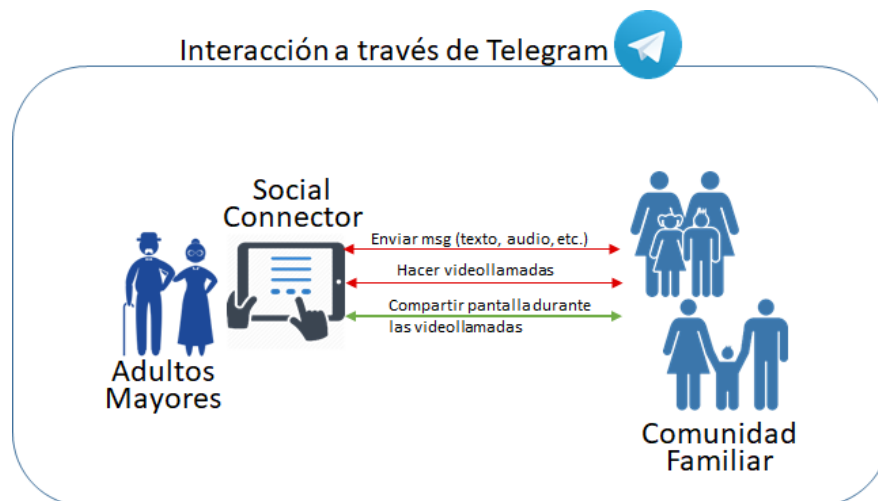 Interacción a través de Telegram
Social
Connector
Enviar msg (texto, audio, etc.)
Hacer videollamadas
Compartir pantalla durante
las videollamadas
Adultos
Mayores
Comunidad
Familiar